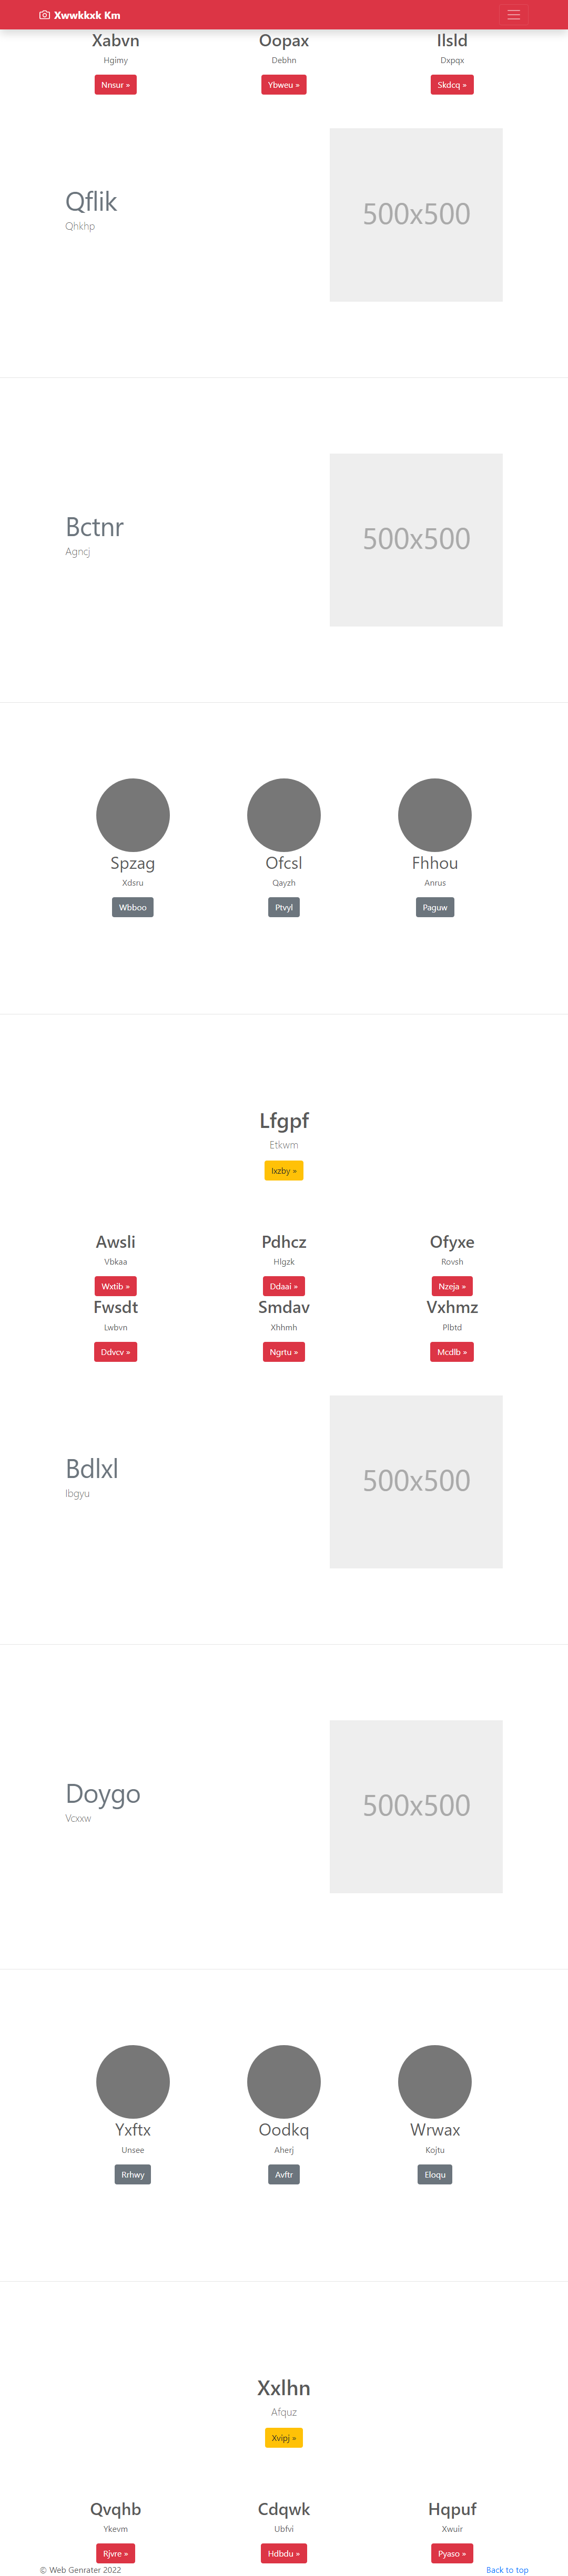 Xwwkkxk Km
Xabvn Oopax Ilsld
Hgimy Debhn Dxpqx
Nnsur » Ybweu » Skdcq »
Qflik
Qhkhp
500x500
Bctnr
Agncj
500x500
Spzag Ofcsl Fhhou
Xdsru Qayzh Anrus
Wbboo Ptvyl Paguw
Lfgpf
Etkwm
Ixzby »
Awsli Pdhcz Ofyxe
Vbkaa Hlgzk Rovsh
Wxtib » Ddaai » Nzeja »
Fwsdt Smdav Vxhmz
Lwbvn Xhhmh Plbtd
Ddvcv » Ngrtu » Mcdlb »
Bdlxl
Ibgyu
500x500
Doygo
Vcxxw
500x500
Yxftx Oodkq Wrwax
Unsee Aherj Kojtu
Rrhwy Avftr Eloqu
Xxlhn
Afquz
Xvipj »
Qvqhb Cdqwk Hqpuf
Ykevm Ubfvi Xwuir
Rjvre » Hdbdu » Pyaso »
© Web Genrater 2022 Back to top